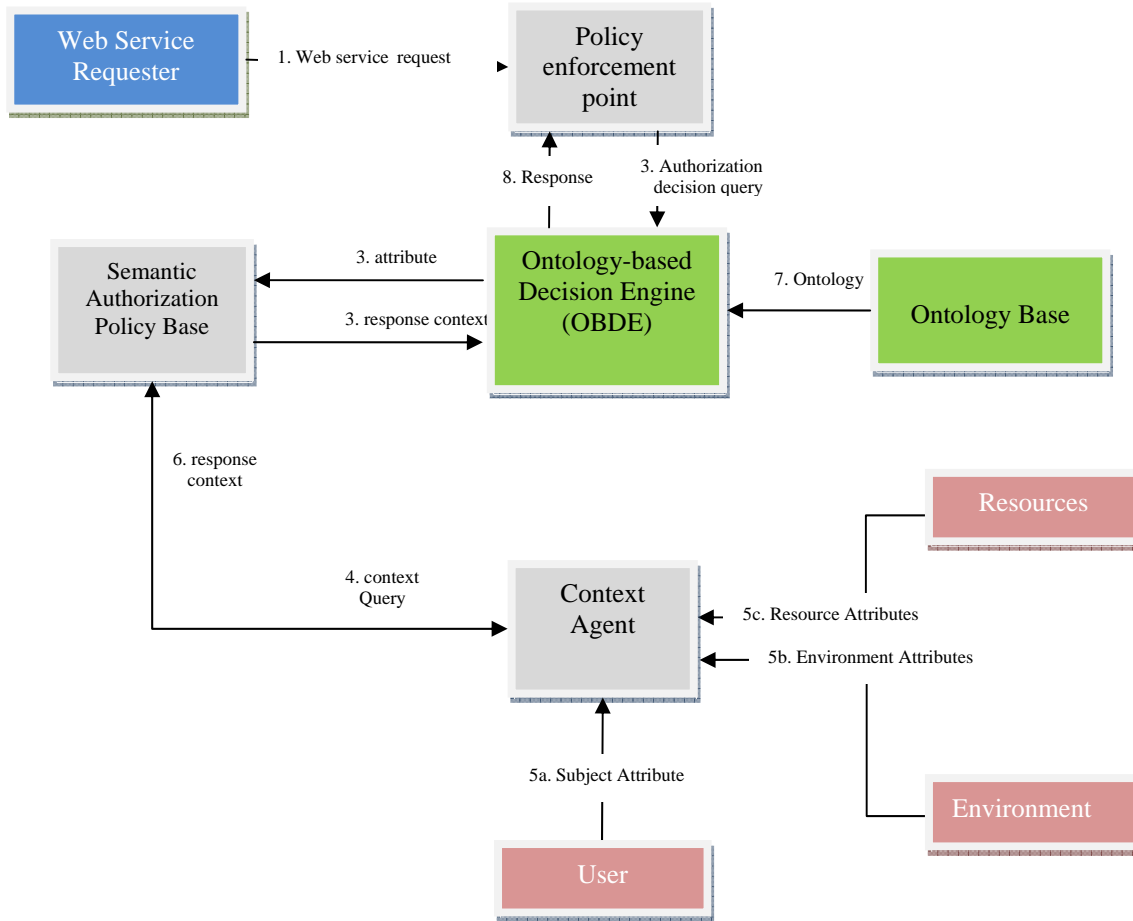 Web Service
Requester
1. Web service request
Policy
enforcement
point
8. Response
3. Authorization
decision query
Semantic
Authorization
Policy Base
3. attribute
3. response context
Ontology-based
Decision Engine
(OBDE)
7. Ontology
Ontology Base
6. response
context
4. context
Query
Context
Agent
Resources
5c. Resource Attributes
5b. Environment Attributes
5a. Subject Attribute
Environment
User